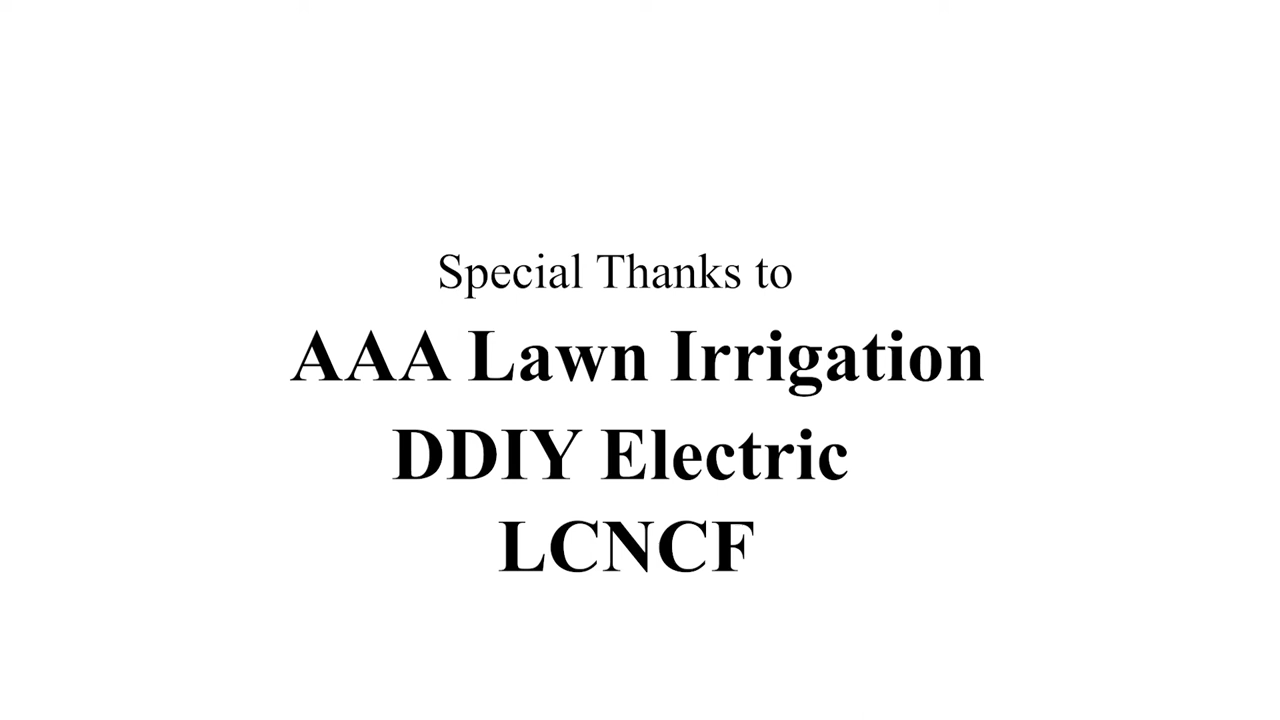 Special Thanks to
AAA Lawn Irrigation
DDIY Electric
LCNCF